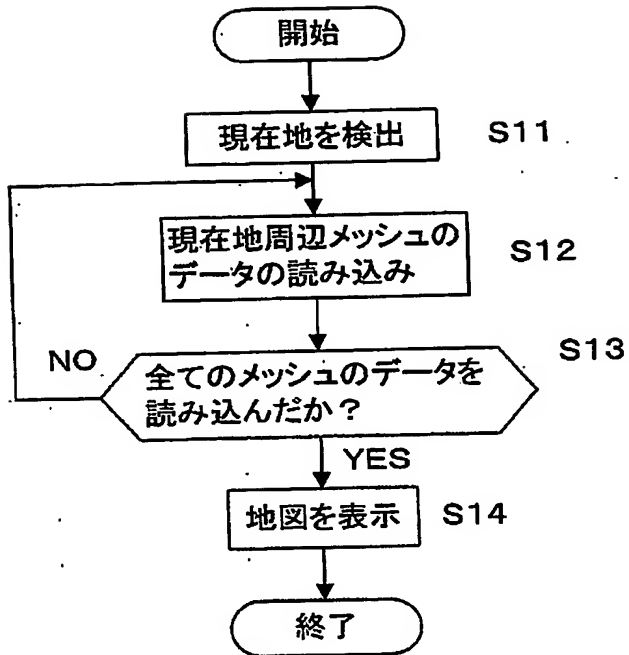 開始
現在地を検出
S11
現在地周辺メッシュの
データの読み込み
S12
S13
NO
全てのメッシュのデータを
読み込んだか？
YES
地図を表示
S14
終了